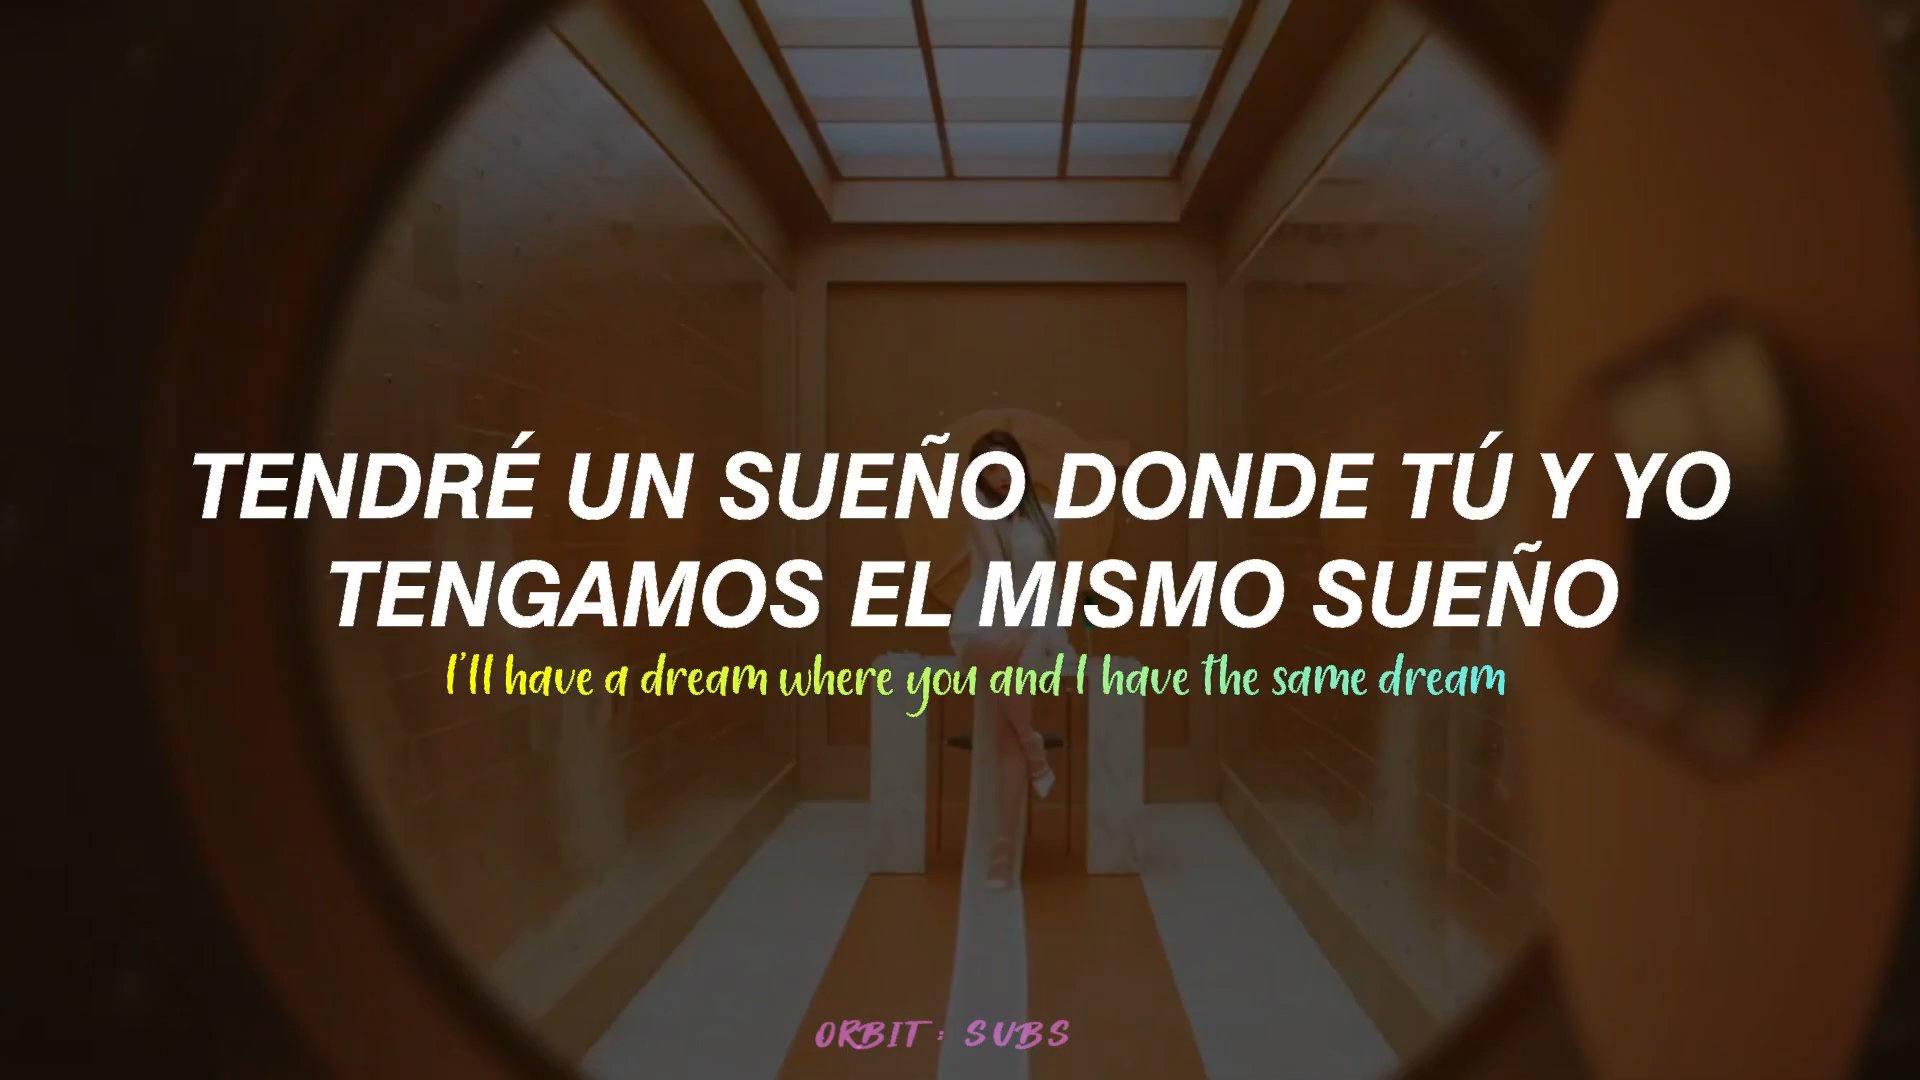 TENDRÉ UN SUEÑO DONDE TÚ Y YO
TENGAMOS EL MISMO SUEÑO
I'll have a dream where you and I have the same dream
ORBIT ; SUBS